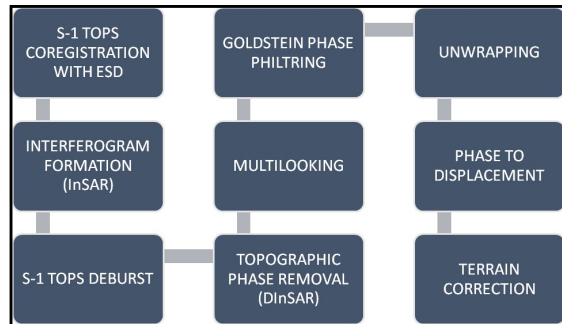 S-1 TOPS
COREGISTRATION
WITH ESD
INTERFEROGRAM
FORMATION
(InSAR)
S-1 TOPS DEBURST
TOPOGRAPHIC
PHASE REMOVAL
(DInSAR)
MULTILOOKING
GOLDSTEIN PHASE
PHILTRING
UNWRAPPING
PHASE TO
DISPLACEMENT
TERRAIN
CORRECTION